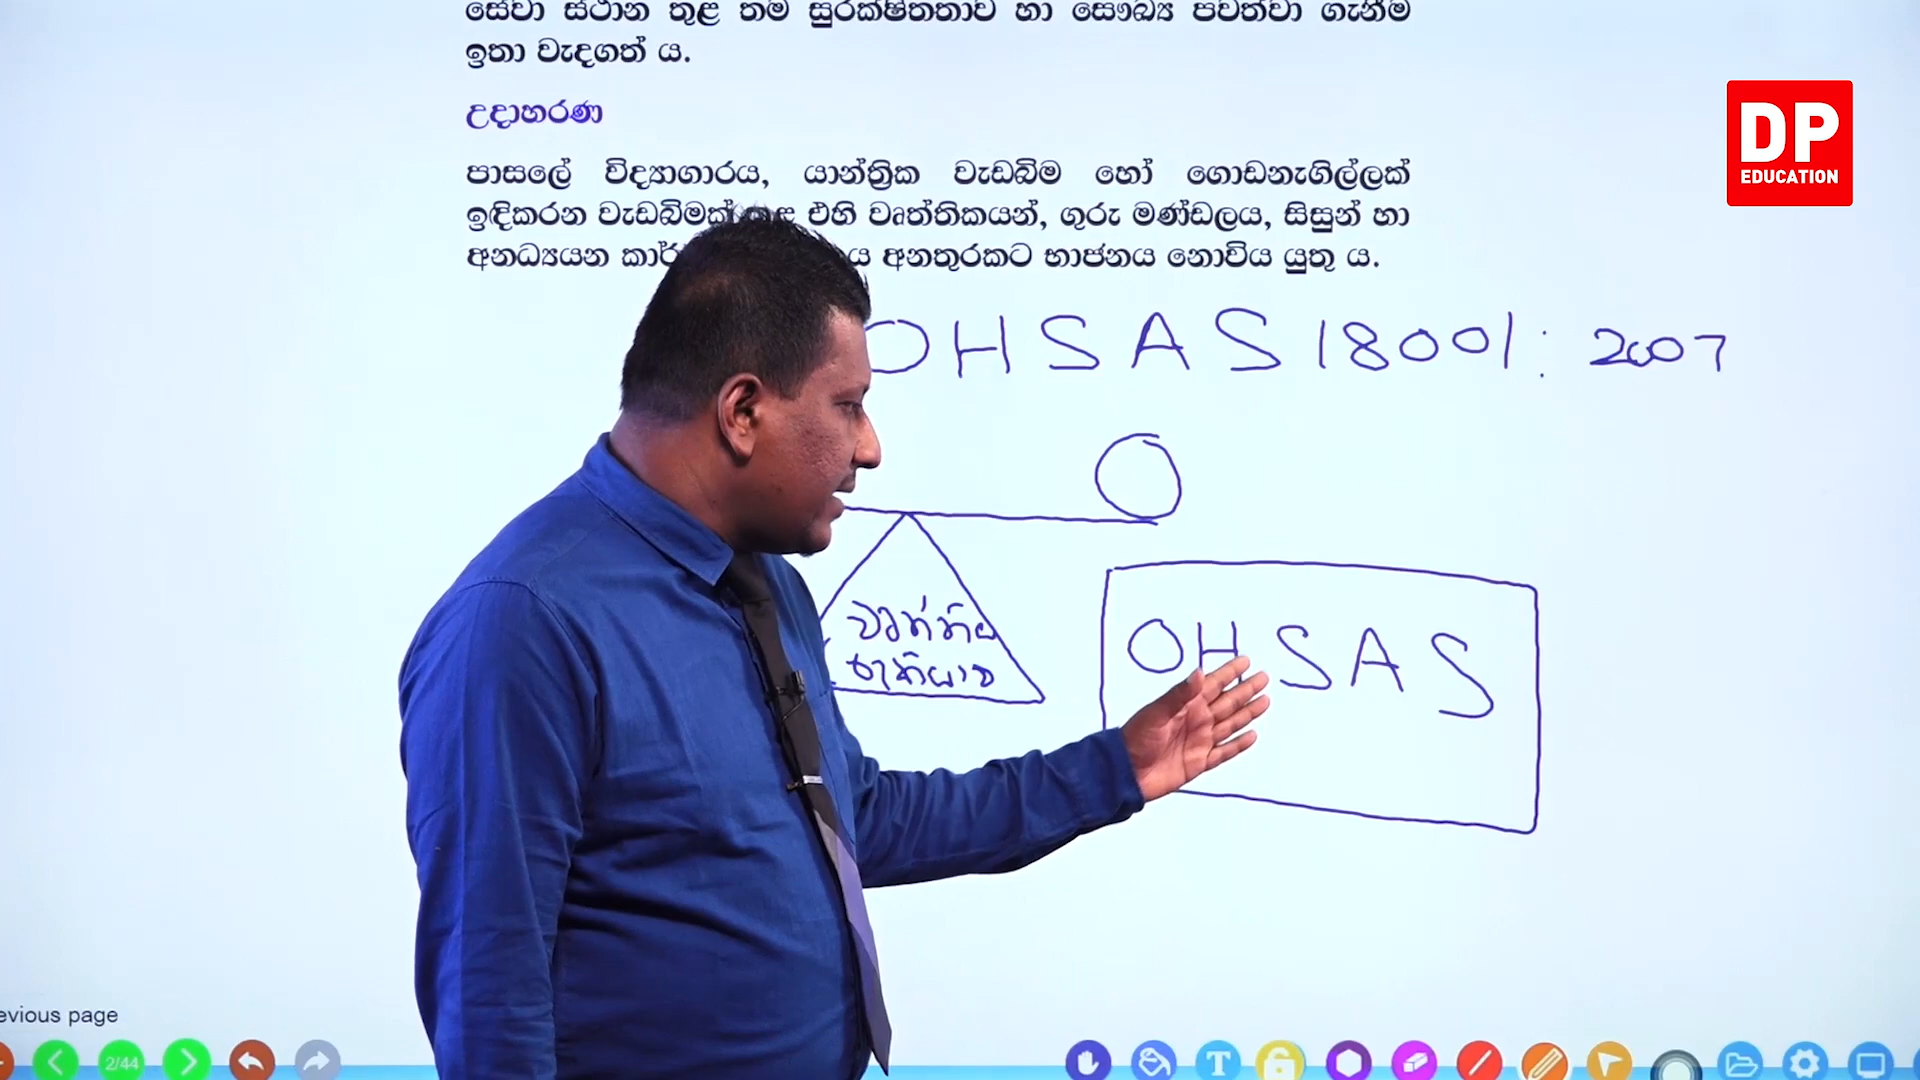 සේවා ස්ථාන තුළ තම සුරක්ෂිතතාව හා සෞඛ්‍ය පවත්වා ගැනීම
ඉතා වැදගත් ය.
උදාහරණ
පාසලේ විද්‍යාගාරය, යාන්ත්‍රික වැඩබිම හෝ ගොඩනැගිල්ලක්
ඉඳිකරන වැඩබිමක් තුළ එහි වෘත්තිකයන්, ගුරු මණ්ඩලය, සිසුන් හා
අනධ්‍යයන අනතුරකට භාජනය නොවිය යුතු ය.
OHSAS 18001: 2007
වෘත්තිය
OHSAS
DP
EDUCATION
evious page
2/44
T